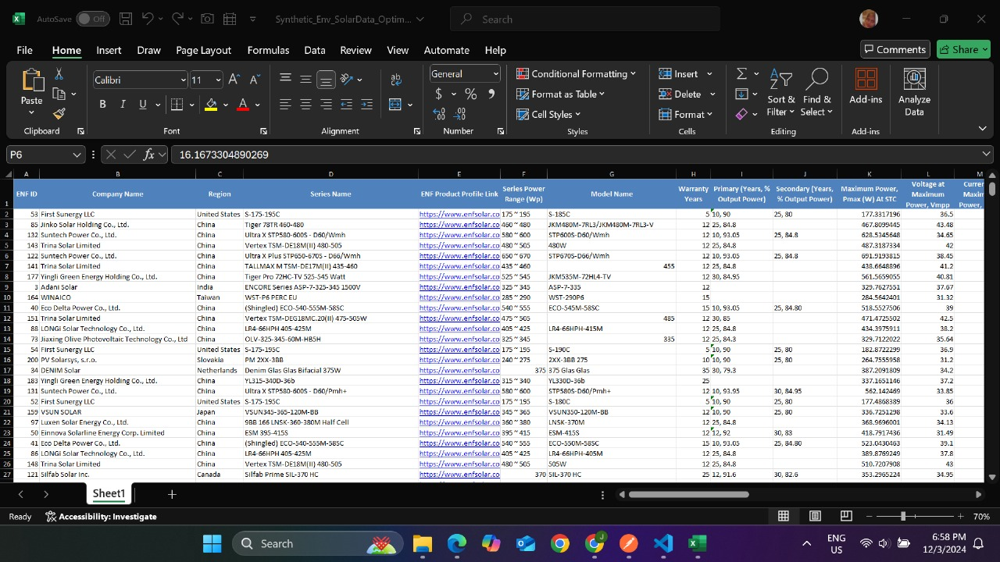 AutoSave Off Synthetic_Env_SolarData_Optim... Search
File Home Insert Draw Page Layout Formulas Data Review View Automate Help Comments Share
Paste Calibri 11 General Conditional Formatting Insert
B I U $ % Format as Table Delete Sort & Filter Find & Select Add-ins Analyze Data
Cell Styles Format
Clipboard Font Alignment Number Styles Cells Editing Add-ins
P6 fx 16.1673304890269
A B C D E F G H I J K L M
1 ENF ID Company Name Region Series Name ENF Product Profile Link Series Power Range (Wp) Model Name Warranty Years Primary (Years, % Output Power) Secondary (Years, % Output Power) Maximum Power, Pmax (W) At STC Voltage at Maximum Power, Vmpp
2 53 First Sunergy LLC United States S-175-195C https://www.enfsolar.co 175 ~ 195 S-185C 5 10, 90 25, 80 177.3317196 36.5
3 85 Jinko Solar Holding Co., Ltd. China Tiger 78TR 460-480 https://www.enfsolar.co 460 ~ 480 JKM480M-7RL3/JKM480M-7RL3-V 12 25, 84.8 467.8099445 43.48
4 132 Suntech Power Co., Ltd. China Ultra X STP580-600S - D60/Wmh https://www.enfsolar.co 580 ~ 600 STP600S-D60/Wmh 12 10, 93.05 25, 84.8 628.5345648 34.65
5 143 Trina Solar Limited China Vertex TSM-DE18M(II) 480-505 https://www.enfsolar.co 480 ~ 505 480W 12 25, 84.8 487.3187334 42
6 122 Suntech Power Co., Ltd. China Ultra X Plus STP650-670S - D66/Wmh https://www.enfsolar.co 650 ~ 670 STP670S-D66/Wmh 12 10, 93.05 25, 84.8 691.9193815 38.45
7 141 Trina Solar Limited China TALLMAX M TSM-DE17M(II) 435-460 https://www.enfsolar.co 435 ~ 460 455 12 25, 84.8 438.6648896 41.2
8 177 Yingli Green Energy Holding Co., Ltd. China Tiger Pro 72HC-TV 525-545 Watt https://www.enfsolar.co 525 ~ 545 JKM535M-72HL4-TV 12 30, 84.95 561.5659055 40.81
9 3 Adani Solar India ENCORE Series ASP-7-325-345 1500V https://www.enfsolar.co 325 ~ 345 ASP-7-335 12 329.7627551 37.67
10 164 WINAICO Taiwan WST-P6 PERC EU https://www.enfsolar.co 285 ~ 290 WST-290P6 15 284.5642401 31.32
11 40 Eco Delta Power Co., Ltd. China (Shingled) ECO-540-555M-58SC https://www.enfsolar.co 540 ~ 555 ECO-545M-58SC 15 10, 93.05 25, 84.80 518.5527506 39
12 151 Trina Solar Limited China Vertex TSM-DEG18MC.20(II) 475-505W https://www.enfsolar.co 475 ~ 505 485 12 30, 85 471.4725502 42.5
13 88 LONGi Solar Technology Co., Ltd. China LR4-66HPH 405-425M https://www.enfsolar.co 405 ~ 425 LR4-66HPH-415M 12 25, 84.8 434.3975911 38.2
14 73 Jiaxing Olive Photovoltaic Technology Co., Ltd China OLV-325-345-60M-HB5H https://www.enfsolar.co 325 ~ 345 335 12 25, 84.3 329.7122022 35.64
15 54 First Sunergy LLC United States S-175-195C https://www.enfsolar.co 175 ~ 195 S-190C 5 10, 90 25, 80 182.8722299 36.9
16 200 PV Solarsys, s.r.o. Slovakia PM 2XX-3BB https://www.enfsolar.co 240 ~ 275 2XX-3BB 275 10 10, 90 25, 80 264.7555958 31.2
17 34 DENIM Solar Netherlands Denim Glas Glas Bifacial 375W https://www.enfsolar.co 375 375 Glas Glas 35 30, 79.3 387.2091809 34.2
18 183 Yingli Green Energy Holding Co., Ltd. China YL315-340D-36b https://www.enfsolar.co 315 ~ 340 YL330D-36b 25 337.1651146 37.2
19 131 Suntech Power Co., Ltd. China Ultra X STP580-600S - D60/Pmh+ https://www.enfsolar.co 580 ~ 600 STP580S-D60/Pmh+ 12 10, 93.95 30, 84.95 562.142469 33.85
20 52 First Sunergy LLC United States S-175-195C https://www.enfsolar.co 175 ~ 195 S-180C 5 10, 90 25, 80 177.4868389 36
21 159 VSUN SOLAR Japan VSUN345-365-120M-BB https://www.enfsolar.co 345 ~ 365 VSUN350-120M-BB 12 10, 90 25, 80 336.7251298 33.6
22 97 Luxen Solar Energy Co., Ltd. China 9BB 166 LNSK-360-380M Half Cell https://www.enfsolar.co 360 ~ 380 LNSK-370M 12 25, 84.8 368.9696001 34.13
23 50 Einnova Solarline Energy Corp. Limited China ESM 395-415S https://www.enfsolar.co 395 ~ 415 ESM-415S 12 12, 92 30, 83 418.7917436 31.49
24 41 Eco Delta Power Co., Ltd. China (Shingled) ECO-540-555M-58SC https://www.enfsolar.co 540 ~ 555 ECO-550M-58SC 15 10, 93.05 25, 84.80 523.0430463 39.1
25 86 LONGi Solar Technology Co., Ltd. China LR4-66HPH 405-425M https://www.enfsolar.co 405 ~ 425 LR4-66HPH-405M 12 25, 84.8 389.8769249 37.8
26 148 Trina Solar Limited China Vertex TSM-DE18M(II) 480-505 https://www.enfsolar.co 480 ~ 505 505W 12 25, 84.8 510.7207908 43
27 121 Silfab Solar Inc. Canada Silfab Prime SIL-370 HC https://www.enfsolar.co 370 SIL-370 HC 25 12, 91.6 30, 82.6 353.2965224 34.95
Sheet1
Ready Accessibility: Investigate 70%
Search ENG US 6:58 PM 12/3/2024